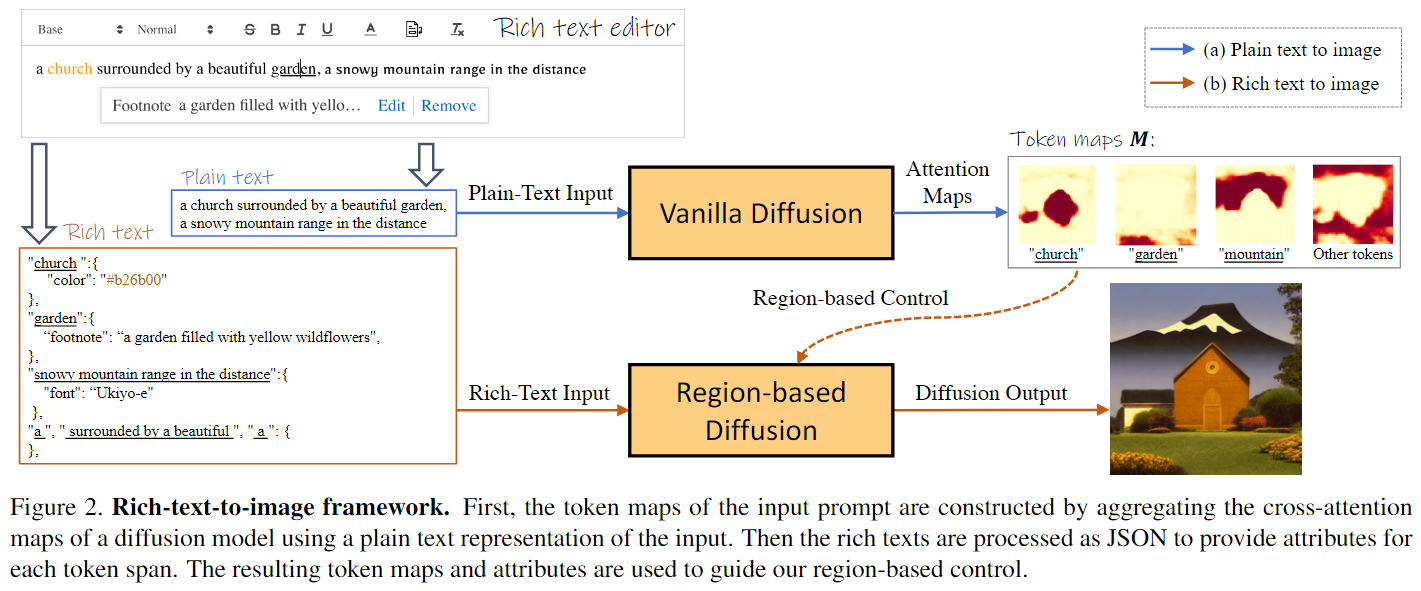 Base Normal S B I U A Tx Rich text editor
a church surrounded by a beautiful garden, a snowy mountain range in the distance
Footnote a garden filled with yello… Edit Remove
(a) Plain text to image
(b) Rich text to image
Plain text
a church surrounded by a beautiful garden,
a snowy mountain range in the distance
Plain-Text Input
Vanilla Diffusion
Attention
Maps
Token maps M:
"church" "garden" "mountain" Other tokens
Rich text
"church ":{
"color": "#b26b00"
},
"garden":{
“footnote": “a garden filled with yellow wildflowers",
},
"snowy mountain range in the distance":{
"font": “Ukiyo-e"
},
"a ", " surrounded by a beautiful ", " a ": {
},
Region-based Control
Rich-Text Input
Region-based
Diffusion
Diffusion Output
Figure 2. Rich-text-to-image framework. First, the token maps of the input prompt are constructed by aggregating the cross-attention
maps of a diffusion model using a plain text representation of the input. Then the rich texts are processed as JSON to provide attributes for
each token span. The resulting token maps and attributes are used to guide our region-based control.